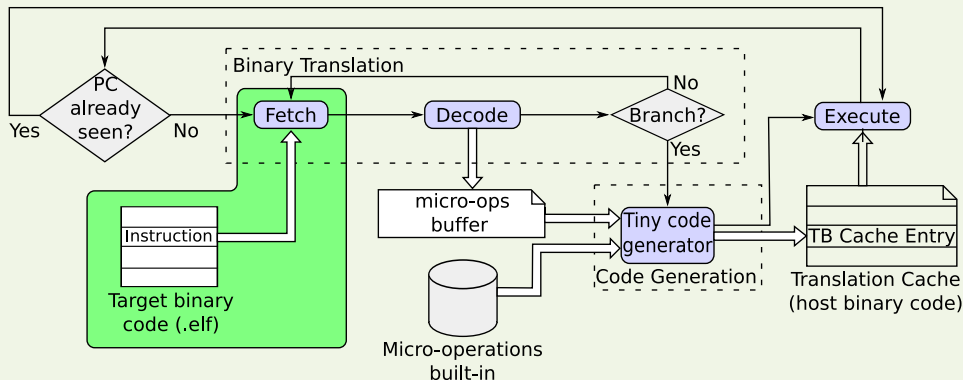 Binary Translation
PC
already
seen?
Yes
No
Fetch
Decode
Branch?
No
Yes
Execute
Instruction
Target binary
code (.elf)
micro-ops
buffer
Tiny code
generator
Code Generation
Micro-operations
built-in
TB Cache Entry
Translation Cache
(host binary code)